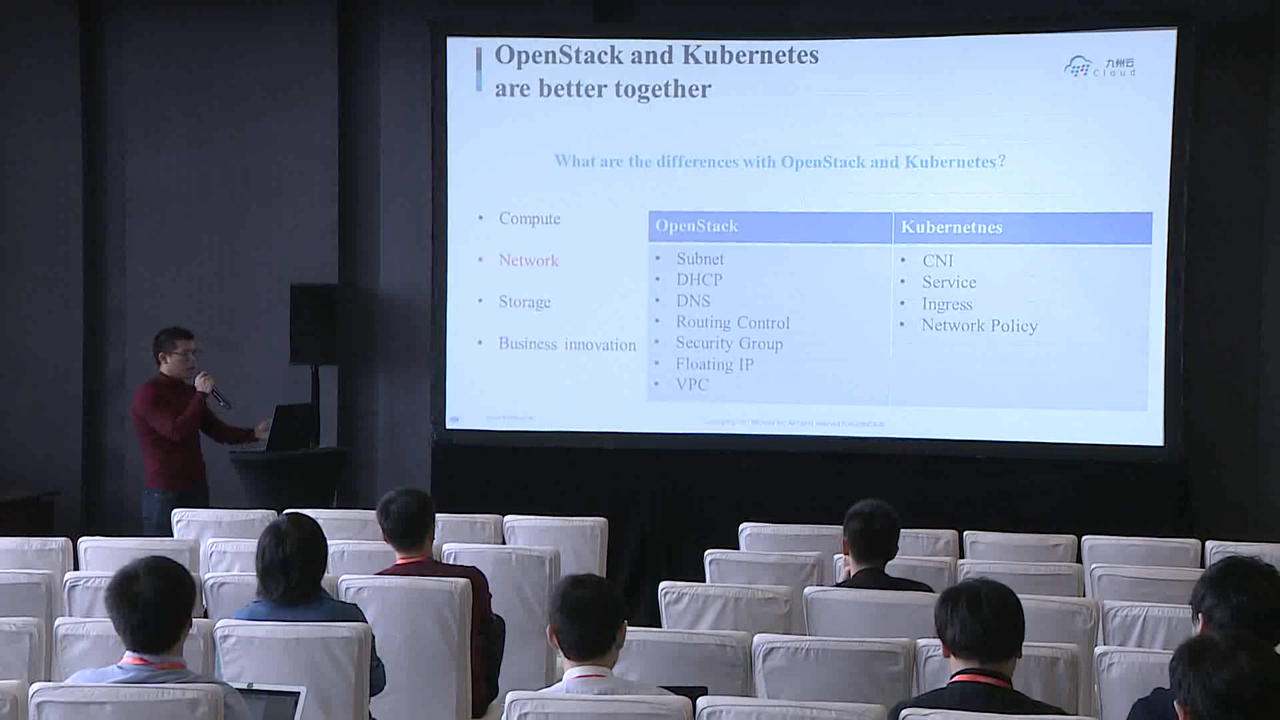 OpenStack and Kubernetes
are better together
九州云
Cloud
What are the differences with OpenStack and Kubernetes?
• Compute
• Network
• Storage
• Business innovation
OpenStack
• Subnet
• DHCP
• DNS
• Routing Control
• Security Group
• Floating IP
• VPC
Kubernetnes
• CNI
• Service
• Ingress
• Network Policy